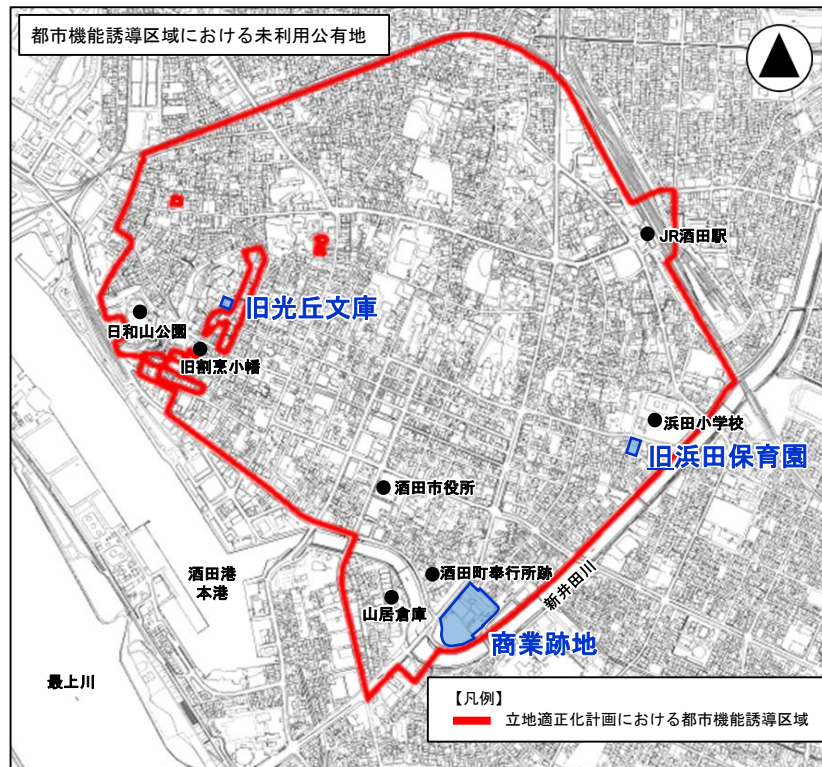 都市機能誘導区域における未利用公有地
JR酒田駅
旧光丘文庫
日和山公園
旧割烹小幡
浜田小学校
旧浜田保育園
酒田市役所
酒田町奉行所跡
新井田川
酒田港
本港
山居倉庫
商業跡地
最上川
【凡例】
立地適正化計画における都市機能誘導区域